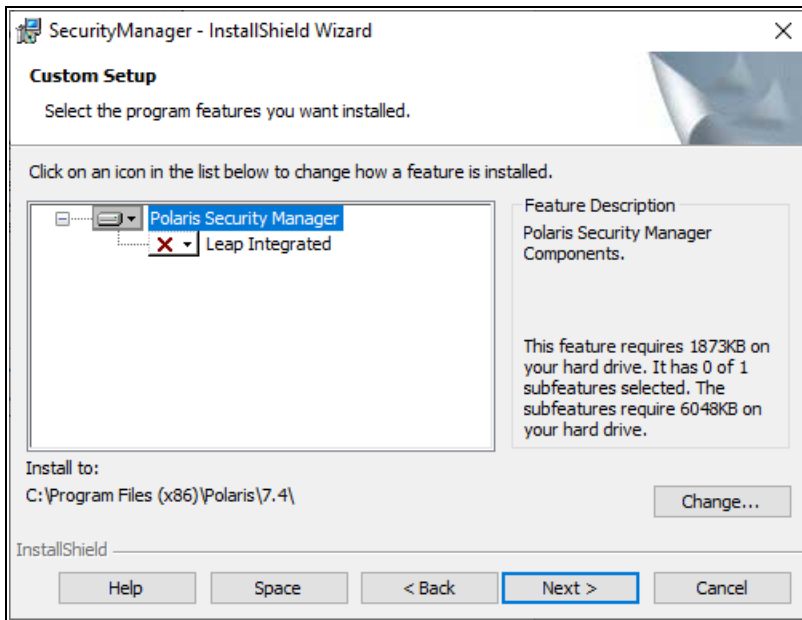 SecurityManager - InstallShield Wizard
Custom Setup
Select the program features you want installed.
Click on an icon in the list below to change how a feature is installed.
Polaris Security Manager
Leap Integrated
Feature Description
Polaris Security Manager
Components.
This feature requires 1873KB on
your hard drive. It has 0 of 1
subfeatures selected. The
subfeatures require 6048KB on
your hard drive.
Install to:
C:\Program Files (x86)\Polaris\7.4\
Change...
InstallShield
Help
Space
< Back
Next >
Cancel